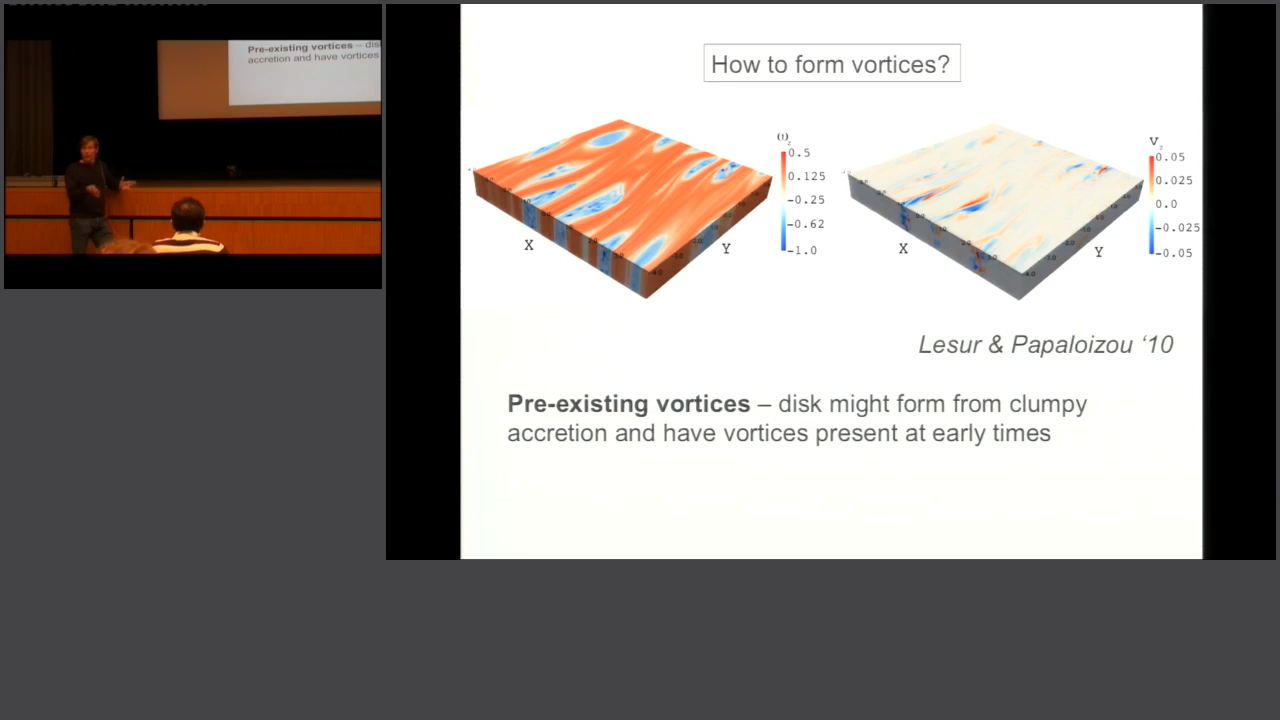 Pre-existing vortices – dis
accretion and have vortices
How to form vortices?
ωz
0.5
0.125
-0.25
-0.62
-1.0
X
Y
Vz
0.05
0.025
0.0
-0.025
-0.05
X
Y
Lesur & Papaloizou ‘10
Pre-existing vortices – disk might form from clumpy
accretion and have vortices present at early times